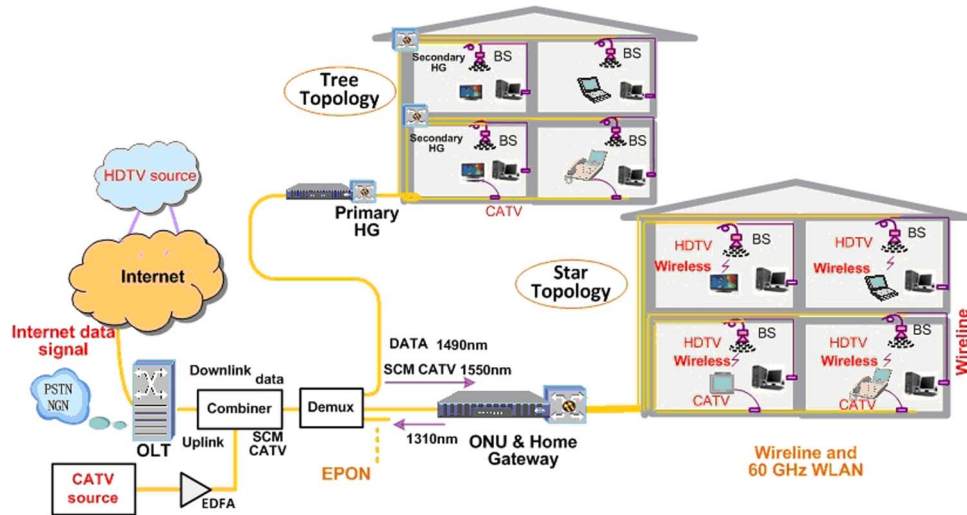 Secondary
HG
BS
BS
Tree
Topology
Secondary
HG
BS
BS
HDTV source
Primary
HG
CATV
Internet
Star
Topology
HDTV
BS
Wireless
HDTV
BS
Wireless
Internet data
signal
DATA 1490nm
SCM CATV 1550nm
HDTV
BS
Wireless
HDTV
BS
Wireless
Wireline
PSTN
NGN
Downlink
data
Combiner
Demux
CATV
CATV
OLT
Uplink
SCM
CATV
1310nm
ONU & Home
Gateway
EPON
Wireline and
60 GHz WLAN
CATV
source
EDFA